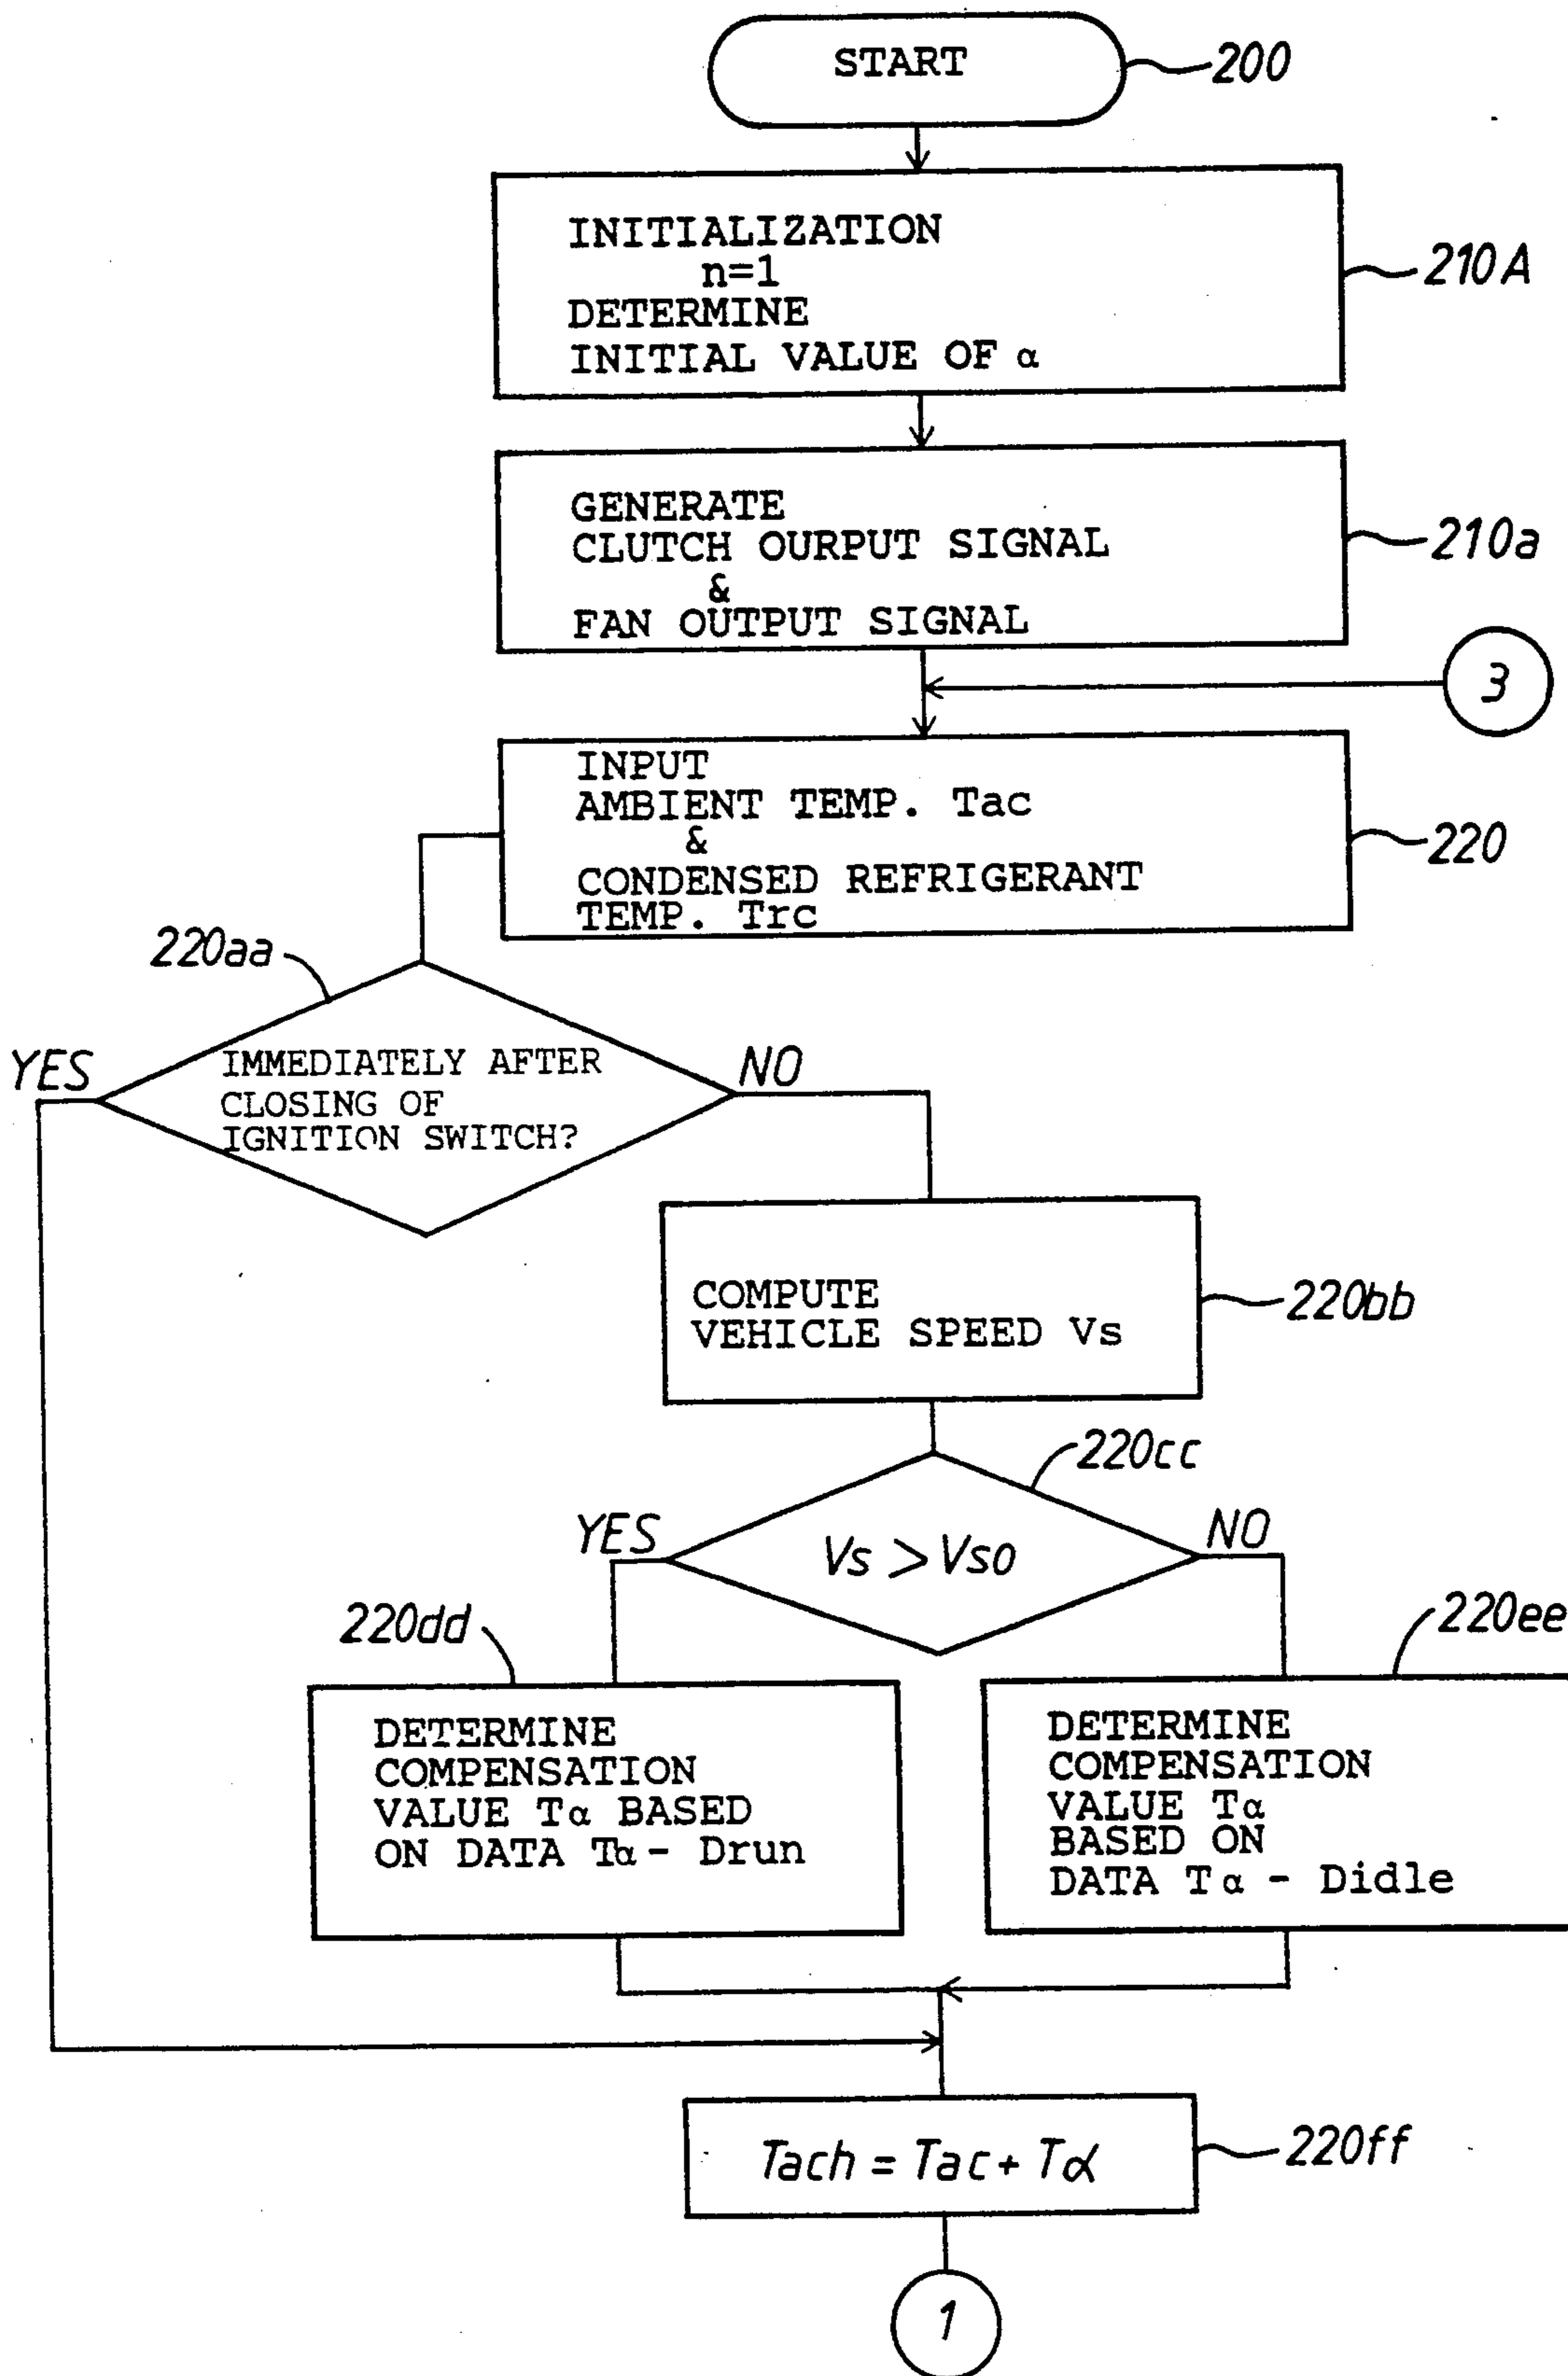 START
200
INITIALIZATION
n=1
DETERMINE
INITIAL VALUE OF α
210A
GENERATE
CLUTCH OURPUT SIGNAL
&
FAN OUTPUT SIGNAL
210a
3
INPUT
AMBIENT TEMP. Tac
&
CONDENSED REFRIGERANT
TEMP. Trc
220
220aa
YES
IMMEDIATELY AFTER
CLOSING OF
IGNITION SWITCH?
NO
COMPUTE
VEHICLE SPEED Vs
220bb
220cc
YES
Vs > Vso
NO
220dd
220ee
DETERMINE
COMPENSATION
VALUE Tα BASED
ON DATA Tα - Drun
DETERMINE
COMPENSATION
VALUE Tα
BASED ON
DATA Tα - Didle
Tach = Tac + Tα
220ff
1